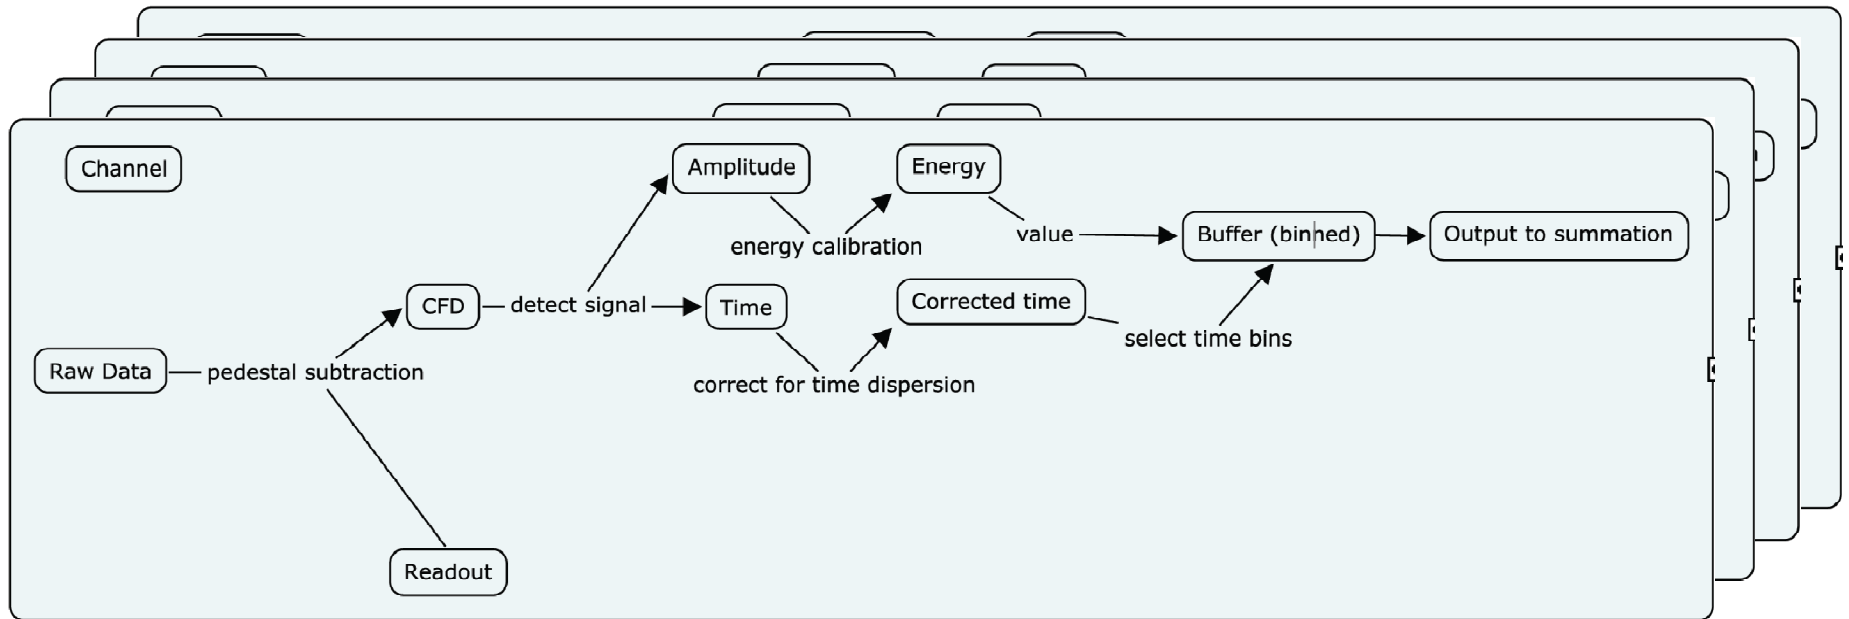 Channel
Amplitude
Energy
energy calibration
value
Buffer (binned)
Output to summation
CFD
detect signal
Time
Corrected time
select time bins
Raw Data
pedestal subtraction
correct for time dispersion
Readout